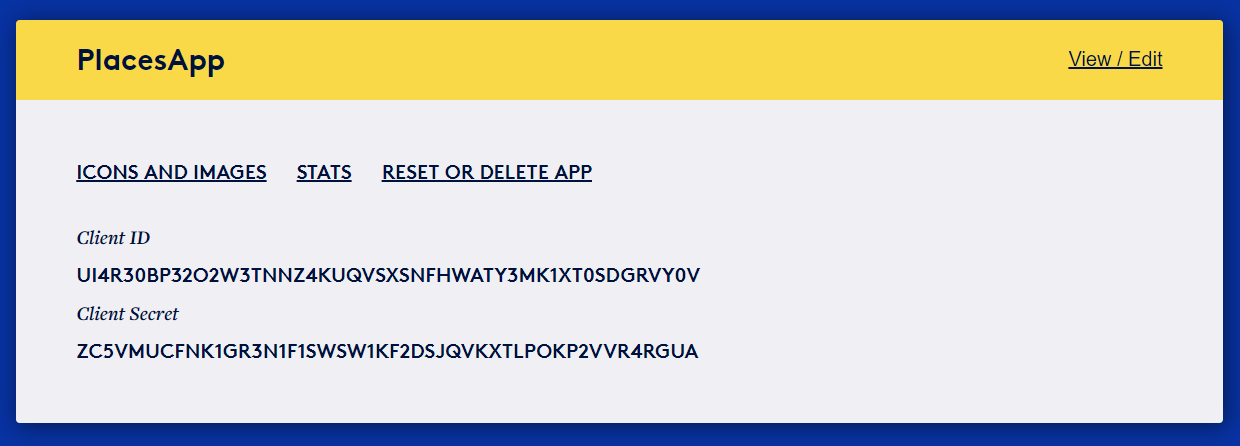 PlacesApp
View / Edit
ICONS AND IMAGES STATS RESET OR DELETE APP
Client ID
UI4R30BP32O2W3TNNZ4KUQVSXSNFHWATY3MK1XT0SDGRVY0V
Client Secret
ZC5VMUCFNK1GR3N1F1SWSW1KF2DSJQVKXTLPOKP2VVR4RGUA